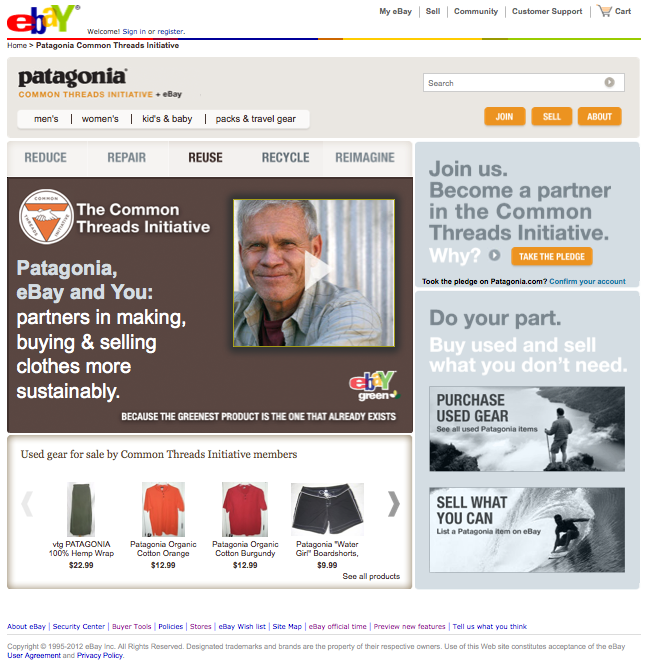 ebaY®
Welcome! Sign in or register.
My eBay | Sell | Community | Customer Support | Cart
Home > Patagonia Common Threads Initiative
patagonia®
COMMON THREADS INITIATIVE + eBay
Search
men's | women's | kid's & baby | packs & travel gear
JOIN SELL ABOUT
REDUCE REPAIR REUSE RECYCLE REIMAGINE
COMMON THREADS INITIATIVE
The Common
Threads Initiative
Patagonia,
eBay and You:
partners in making,
buying & selling
clothes more
sustainably.
ebaY
green
BECAUSE THE GREENEST PRODUCT IS THE ONE THAT ALREADY EXISTS
Join us.
Become a partner
in the Common
Threads Initiative.
Why? TAKE THE PLEDGE
Took the pledge on Patagonia.com? Confirm your account
Do your part.
Buy used and sell
what you don't need.
PURCHASE
USED GEAR
See all used Patagonia items
SELL WHAT
YOU CAN
List a Patagonia item on eBay
Used gear for sale by Common Threads Initiative members
vtg PATAGONIA
100% Hemp Wrap
$22.99
Patagonia Organic
Cotton Orange
$12.99
Patagonia Organic
Cotton Burgundy
$12.99
Patagonia "Water
Girl" Boardshorts,
$9.99
See all products
About eBay | Security Center | Buyer Tools | Policies | Stores | eBay Wish list | Site Map | eBay official time | Preview new features | Tell us what you think
Copyright © 1995-2012 eBay Inc. All Rights Reserved. Designated trademarks and brands are the property of their respective owners. Use of this Web site constitutes acceptance of the eBay
User Agreement and Privacy Policy.